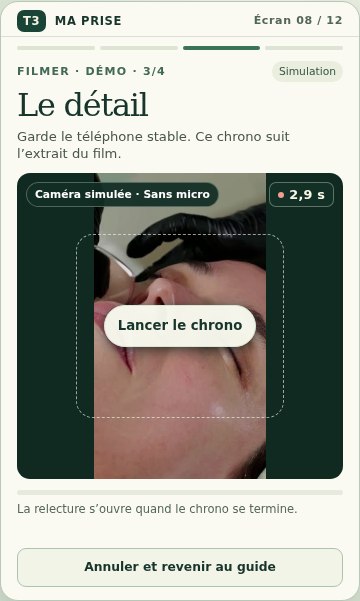 T3 MA PRISE
Écran 08 / 12
FILMER · DÉMO · 3/4
Simulation
Le détail
Garde le téléphone stable. Ce chrono suit
l’extrait du film.
Caméra simulée · Sans micro
2,9 s
Lancer le chrono
La relecture s’ouvre quand le chrono se termine.
Annuler et revenir au guide